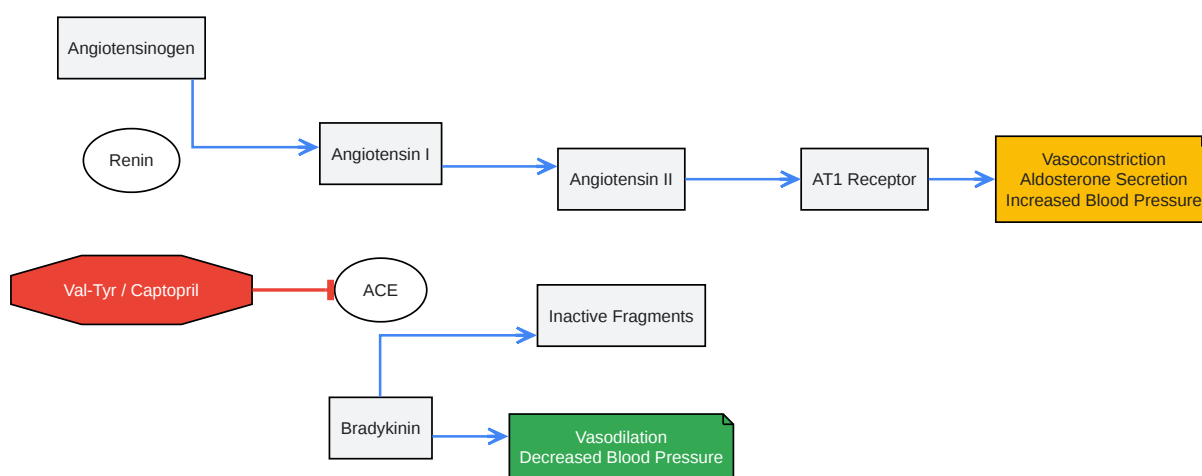 Angiotensinogen
Renin
Angiotensin I
Angiotensin II
AT1 Receptor
Vasoconstriction
Aldosterone Secretion
Increased Blood Pressure
Val-Tyr / Captopril
ACE
Inactive Fragments
Bradykinin
Vasodilation
Decreased Blood Pressure